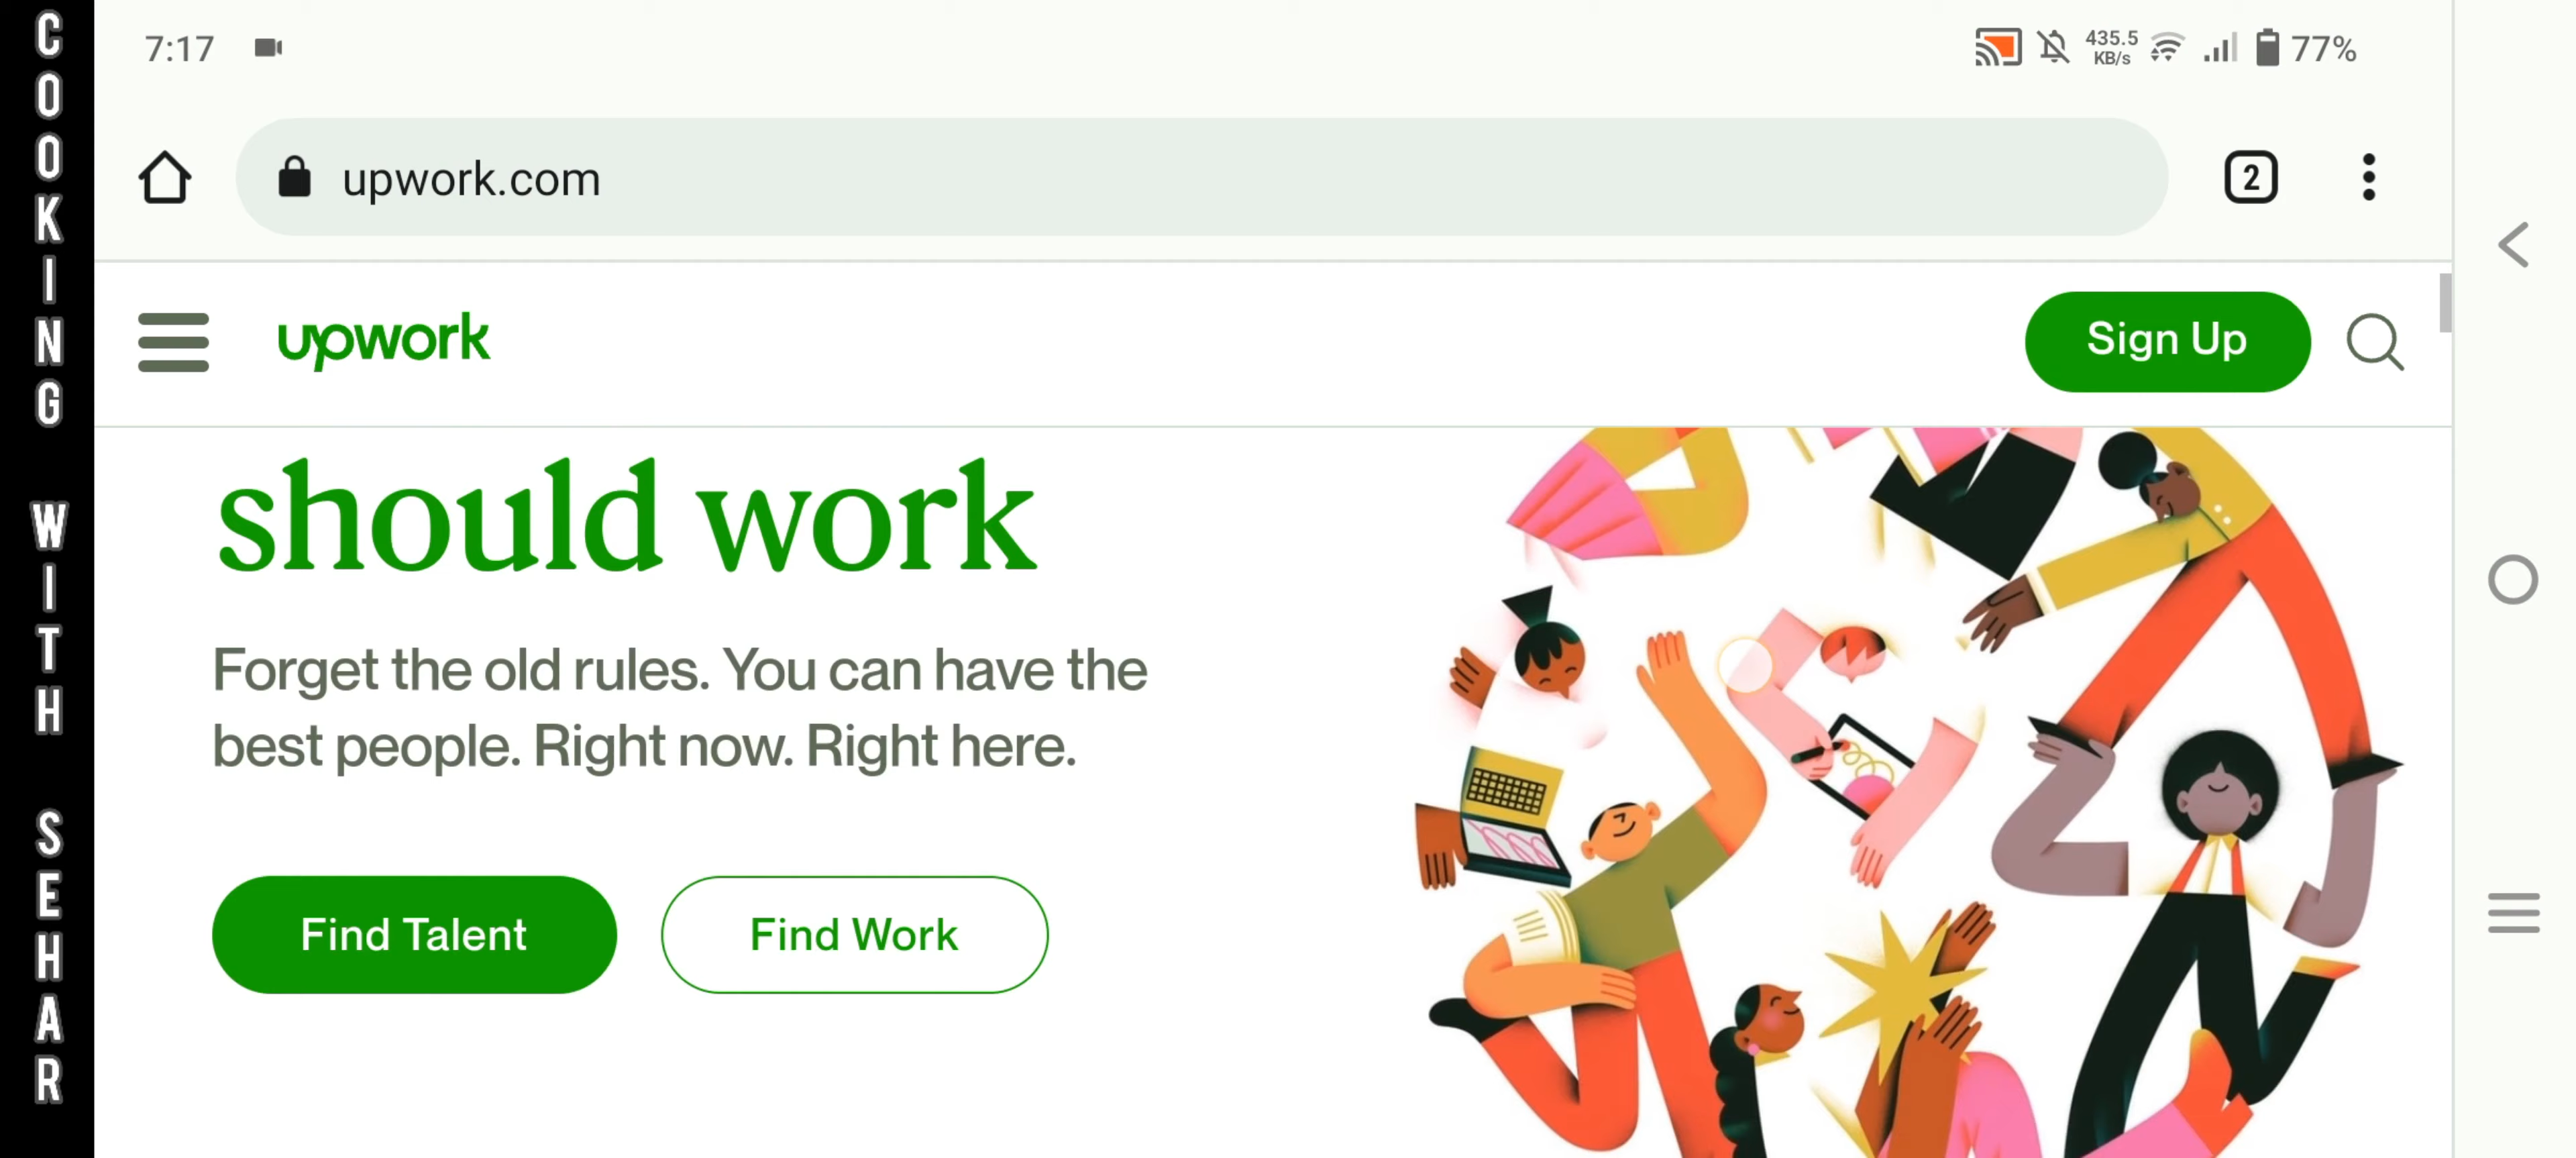 COOKING WITH SEHAR
7:17
435.5
KB/s
77%
upwork.com
2
upwork
Sign Up
should work
Forget the old rules. You can have the
best people. Right now. Right here.
Find Talent
Find Work